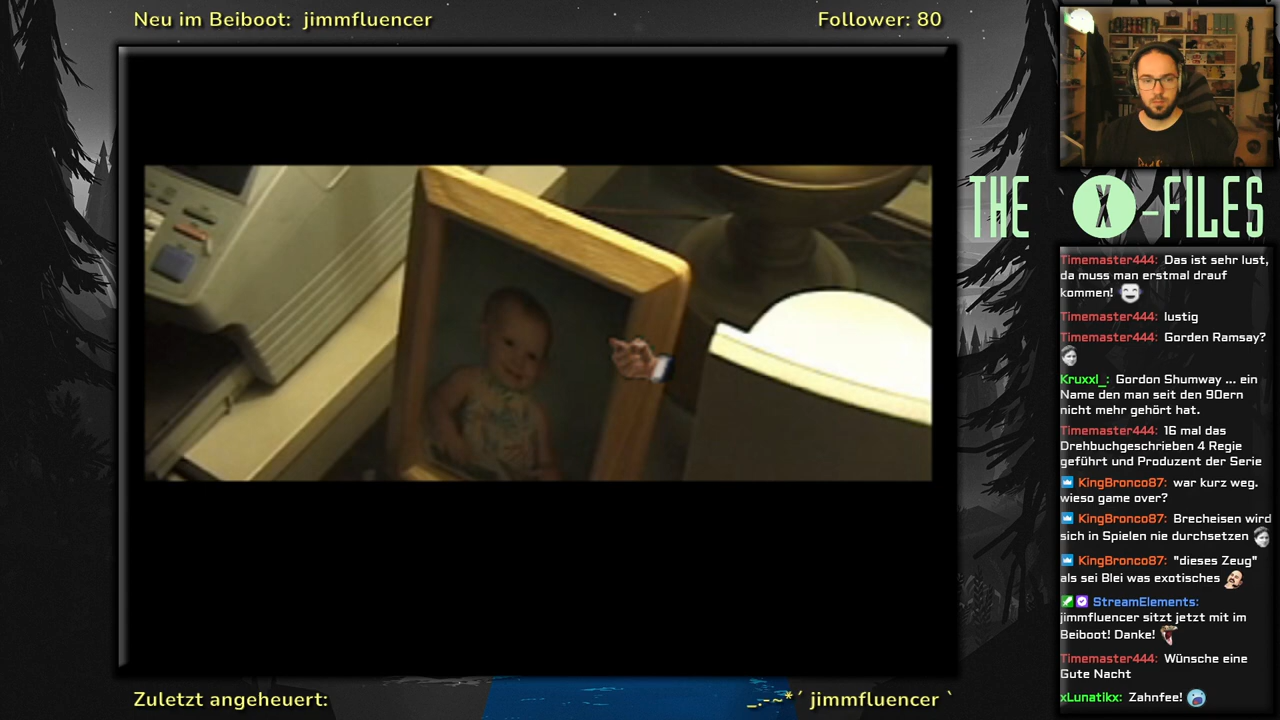 Neu im Beiboot: jimmfluencer
Follower: 80
THE X-FILES
Timemaster444: Das ist sehr lust,
da muss man erstmal drauf
kommen!
Timemaster444: lustig
Timemaster444: Gorden Ramsay?
Kruxxl_: Gordon Shumway ... ein
Name den man seit den 90ern
nicht mehr gehört hat.
Timemaster444: 16 mal das
Drehbuchgeschrieben 4 Regie
geführt und Produzent der Serie
KingBronco87: war kurz weg.
wieso game over?
KingBronco87: Brecheisen wird
sich in Spielen nie durchsetzen
KingBronco87: "dieses Zeug"
als sei Blei was exotisches
StreamElements:
jimmfluencer sitzt jetzt mit im
Beiboot! Danke!
Timemaster444: Wünsche eine
Gute Nacht
xLunatikx: Zahnfee!
Zuletzt angeheuert:
_.-~*´ jimmfluencer `